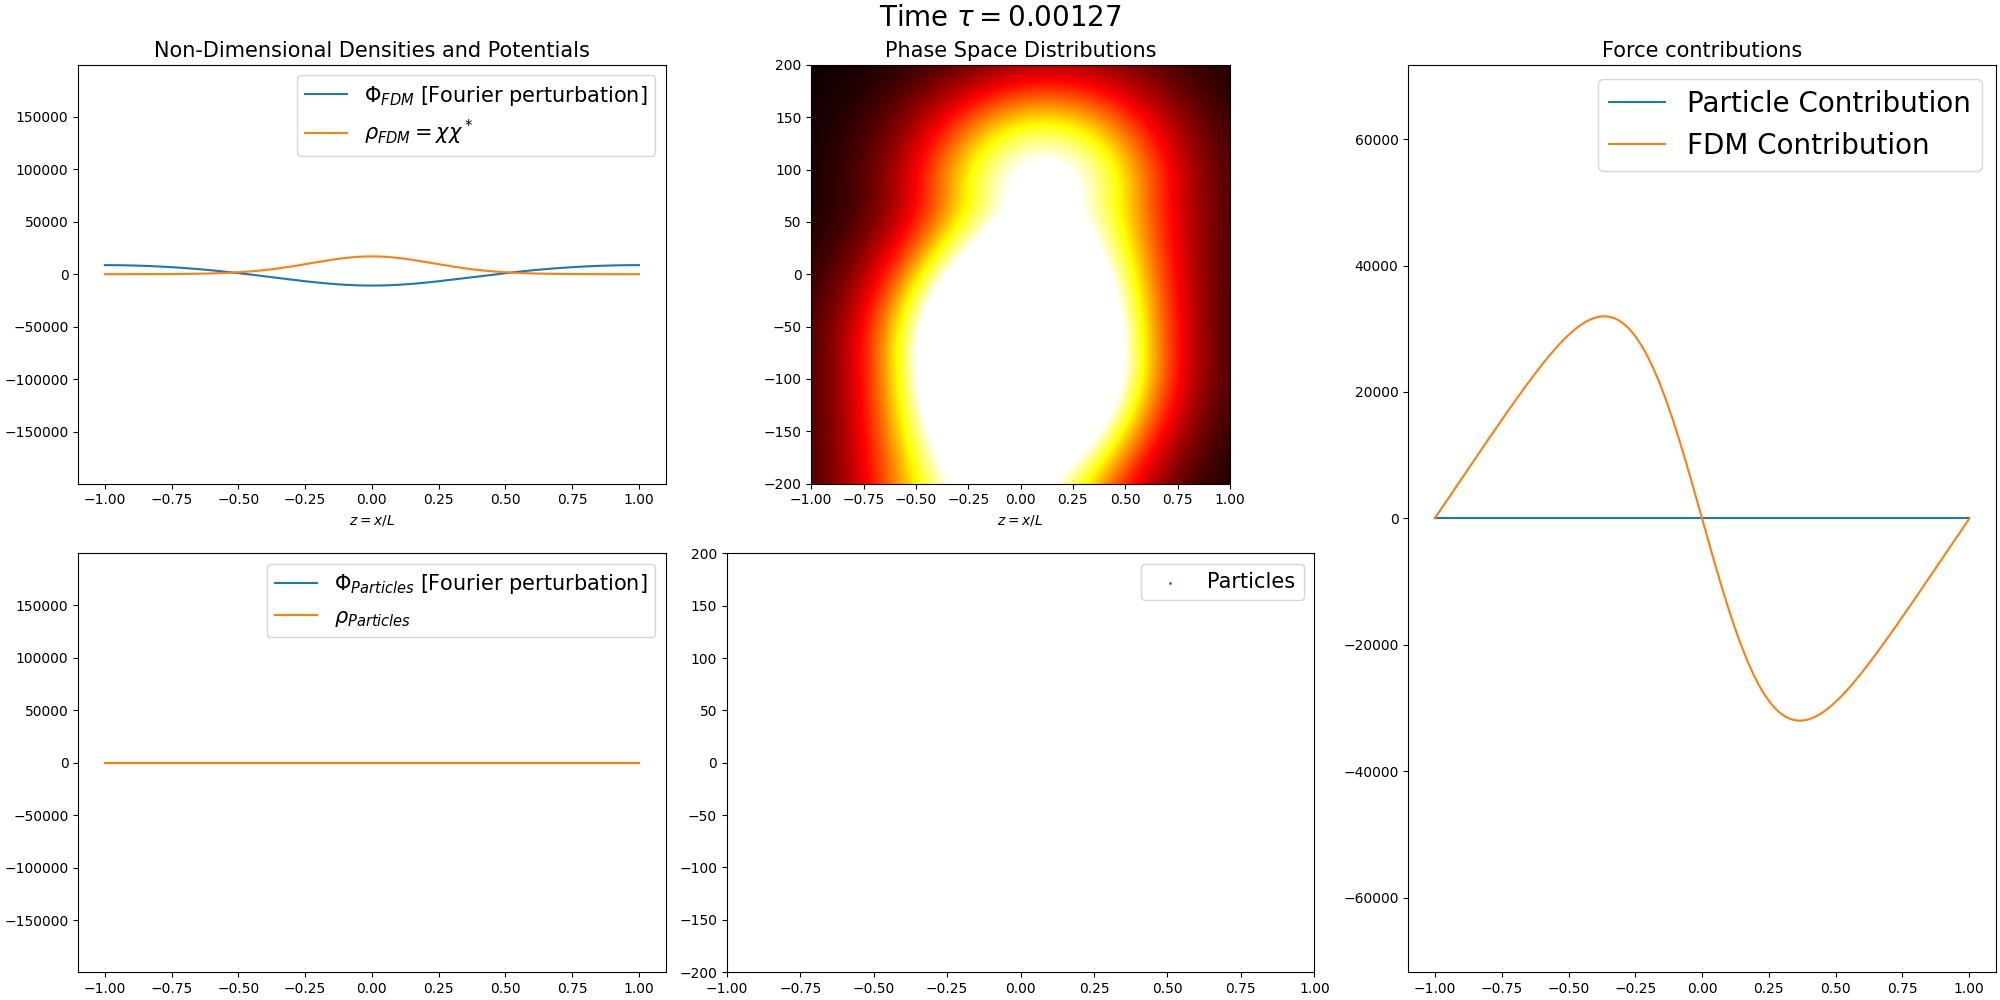 Time τ = 0.00127
Non-Dimensional Densities and Potentials
Φ_FDM [Fourier perturbation]
ρ_FDM = χχ*
150000
100000
50000
0
−50000
−100000
−150000
−1.00 −0.75 −0.50 −0.25 0.00 0.25 0.50 0.75 1.00
z = x/L
Phase Space Distributions
200
150
100
50
0
−50
−100
−150
−200
−1.00 −0.75 −0.50 −0.25 0.00 0.25 0.50 0.75 1.00
z = x/L
Force contributions
Particle Contribution
FDM Contribution
60000
40000
20000
0
−20000
−40000
−60000
−1.00 −0.75 −0.50 −0.25 0.00 0.25 0.50 0.75 1.00
Φ_Particles [Fourier perturbation]
ρ_Particles
150000
100000
50000
0
−50000
−100000
−150000
−1.00 −0.75 −0.50 −0.25 0.00 0.25 0.50 0.75 1.00
Particles
200
150
100
50
0
−50
−100
−150
−200
−1.00 −0.75 −0.50 −0.25 0.00 0.25 0.50 0.75 1.00